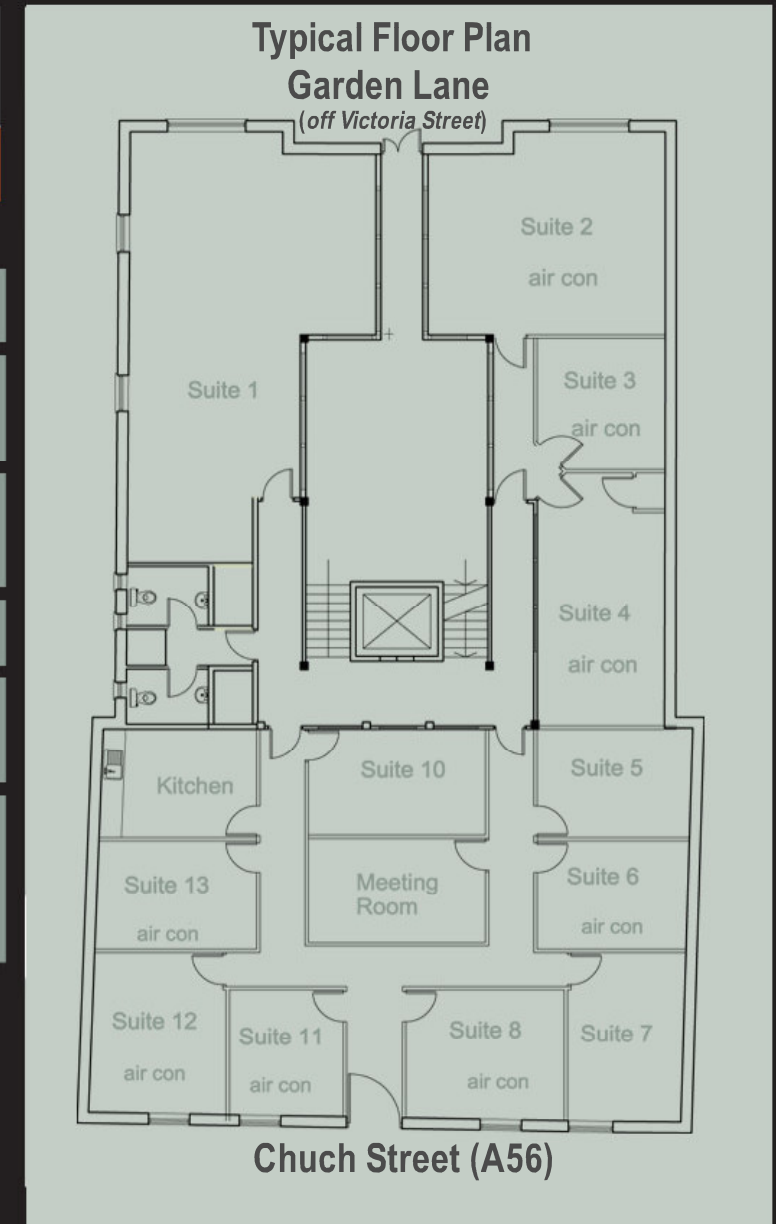 Typical Floor Plan
Garden Lane
(off Victoria Street)
Suite 2
air con
Suite 3
air con
Suite 1
Suite 4
air con
Kitchen
Suite 10
Suite 5
Suite 13
air con
Meeting
Room
Suite 6
air con
Suite 12
air con
Suite 11
air con
Suite 8
air con
Suite 7
Chuch Street (A56)